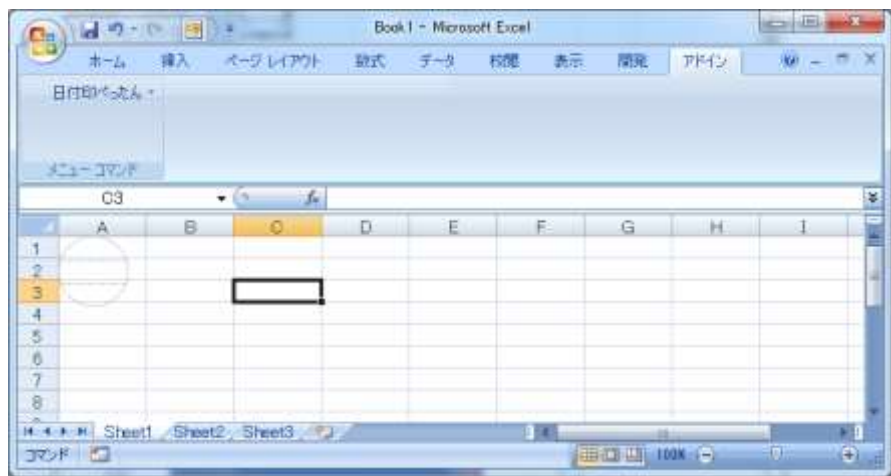 Book1 - Microsoft Excel
ホーム 挿入 ページ レイアウト 数式 データ 校閲 表示 開発 アドイン
日付印ぺったん
メニュー コマンド
C3 fx
A B C D E F G H I
1
2
3
4
5
6
7
8
Sheet1 Sheet2 Sheet3
コマンド 100%